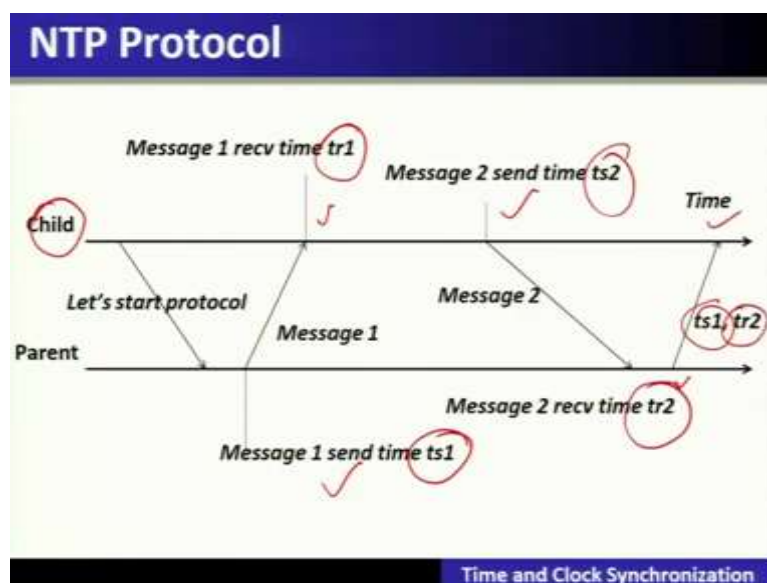 NTP Protocol
Message 1 recv time tr1
Message 2 send time ts2
Time
Child
Let's start protocol
Message 2
ts1, tr2
Message 1
Parent
Message 2 recv time tr2
Message 1 send time ts1
Time and Clock Synchronization